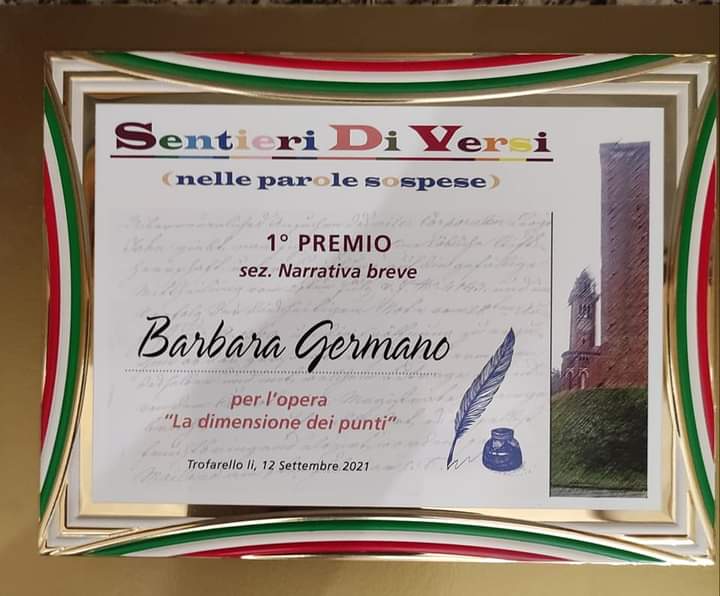 Sentieri Di Versi
(nelle parole sospese)
1° PREMIO
sez. Narrativa breve
Barbara Germano
per l'opera
"La dimensione dei punti"
Trofarello li, 12 Settembre 2021